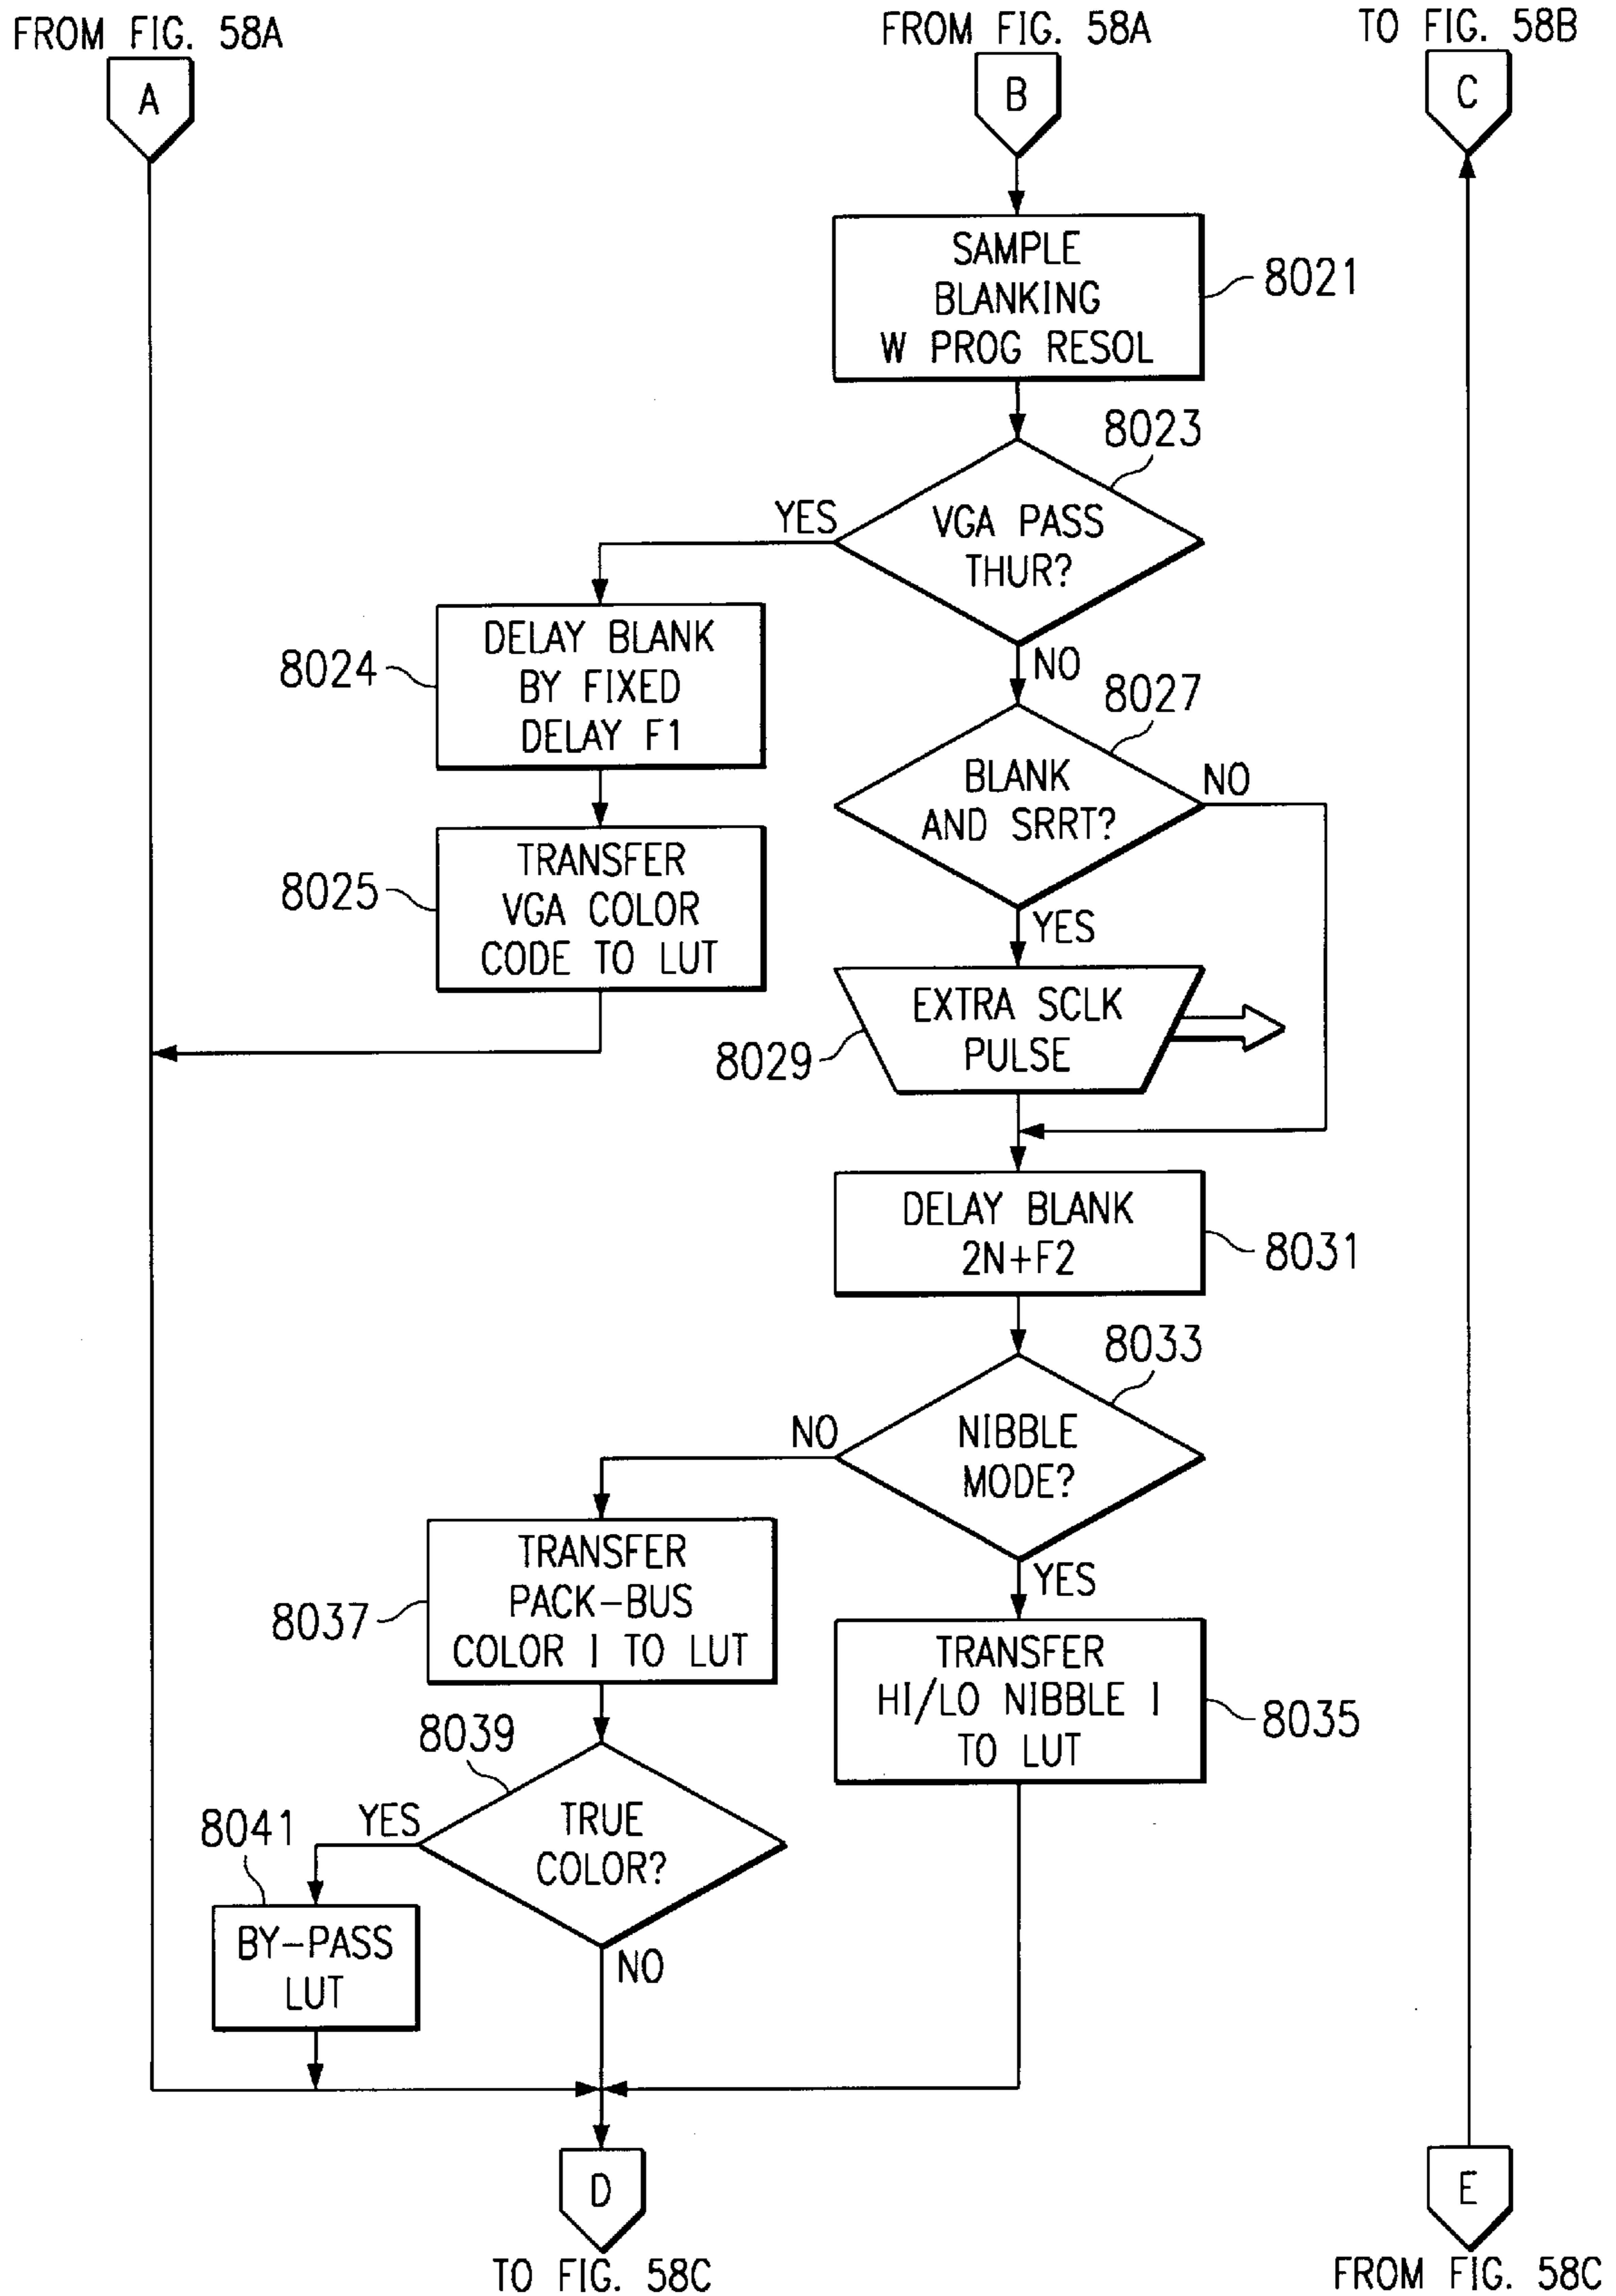 FROM FIG. 58A
FROM FIG. 58A
TO FIG. 58B
A
B
C
SAMPLE
BLANKING
W PROG RESOL
8021
8023
VGA PASS
THUR?
YES
NO
DELAY BLANK
BY FIXED
DELAY F1
8024
8027
BLANK
AND SRRT?
NO
YES
TRANSFER
VGA COLOR
CODE TO LUT
8025
EXTRA SCLK
PULSE
8029
DELAY BLANK
2N+F2
8031
8033
NIBBLE
MODE?
NO
YES
TRANSFER
PACK-BUS
COLOR I TO LUT
8037
TRANSFER
HI/LO NIBBLE I
TO LUT
8035
8039
TRUE
COLOR?
YES
NO
8041
BY-PASS
LUT
D
E
TO FIG. 58C
FROM FIG. 58C